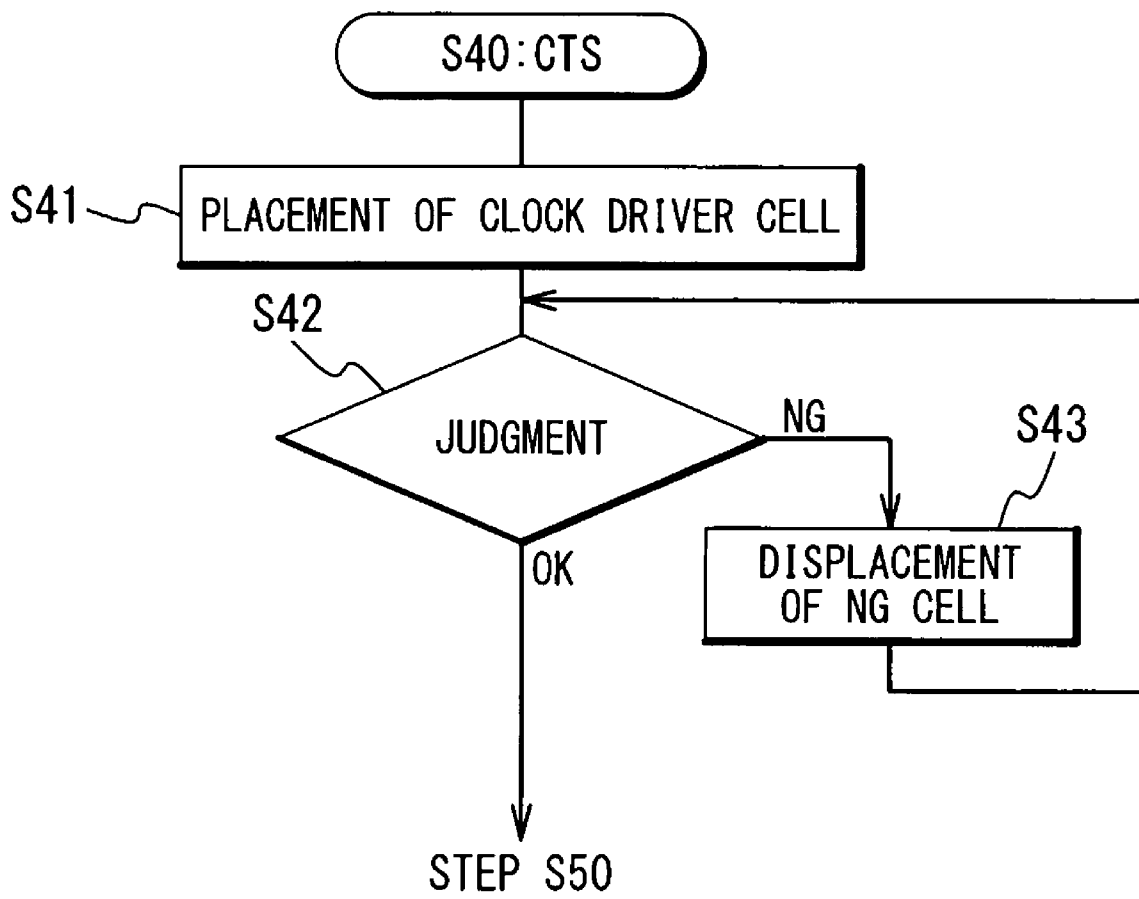 S40:CTS
S41
PLACEMENT OF CLOCK DRIVER CELL
S42
JUDGMENT
NG
S43
DISPLACEMENT
OF NG CELL
OK
STEP S50